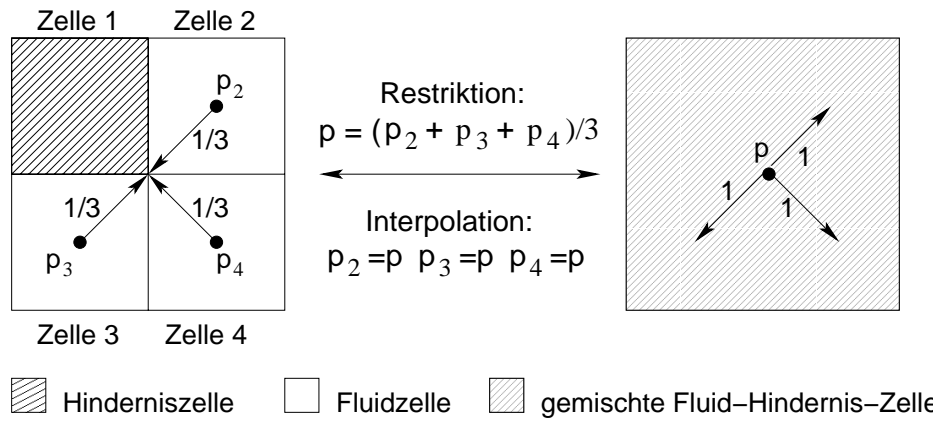 Zelle 1 Zelle 2
p2
Restriktion:
p = (p2 + p3 + p4)/3
1/3
p
1
1/3 1/3
1 1
Interpolation:
p3 p4
p2 =p p3 =p p4 =p
Zelle 3 Zelle 4
Hinderniszelle Fluidzelle gemischte Fluid–Hindernis–Zelle